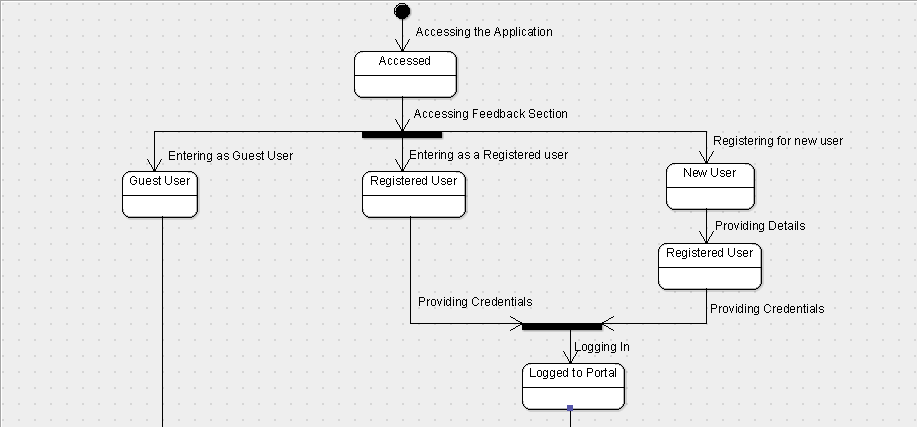 Accessing the Application
Accessed
Accessing Feedback Section
Entering as Guest User
Entering as a Registered user
Registering for new user
Guest User
Registered User
New User
Providing Details
Registered User
Providing Credentials
Providing Credentials
Logging In
Logged to Portal